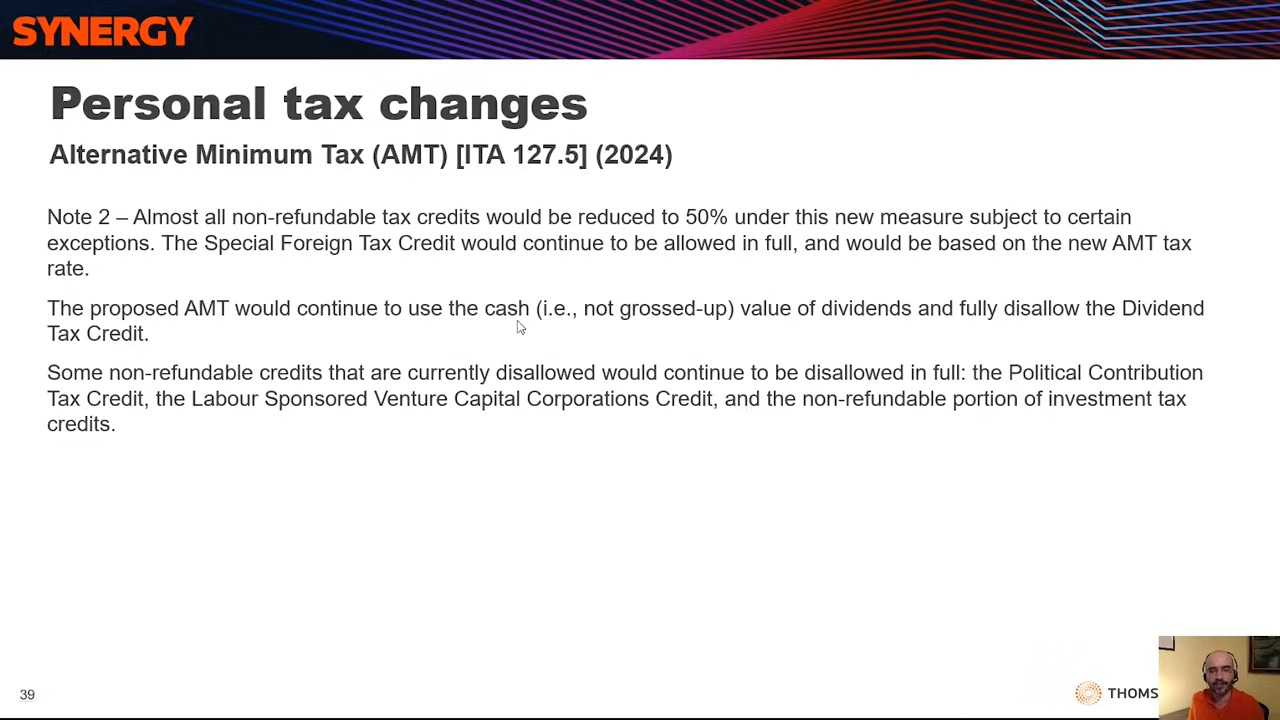 SYNERGY
Personal tax changes
Alternative Minimum Tax (AMT) [ITA 127.5] (2024)
Note 2 – Almost all non-refundable tax credits would be reduced to 50% under this new measure subject to certain
exceptions. The Special Foreign Tax Credit would continue to be allowed in full, and would be based on the new AMT tax
rate.
The proposed AMT would continue to use the cash (i.e., not grossed-up) value of dividends and fully disallow the Dividend
Tax Credit.
Some non-refundable credits that are currently disallowed would continue to be disallowed in full: the Political Contribution
Tax Credit, the Labour Sponsored Venture Capital Corporations Credit, and the non-refundable portion of investment tax
credits.
39
THOMS